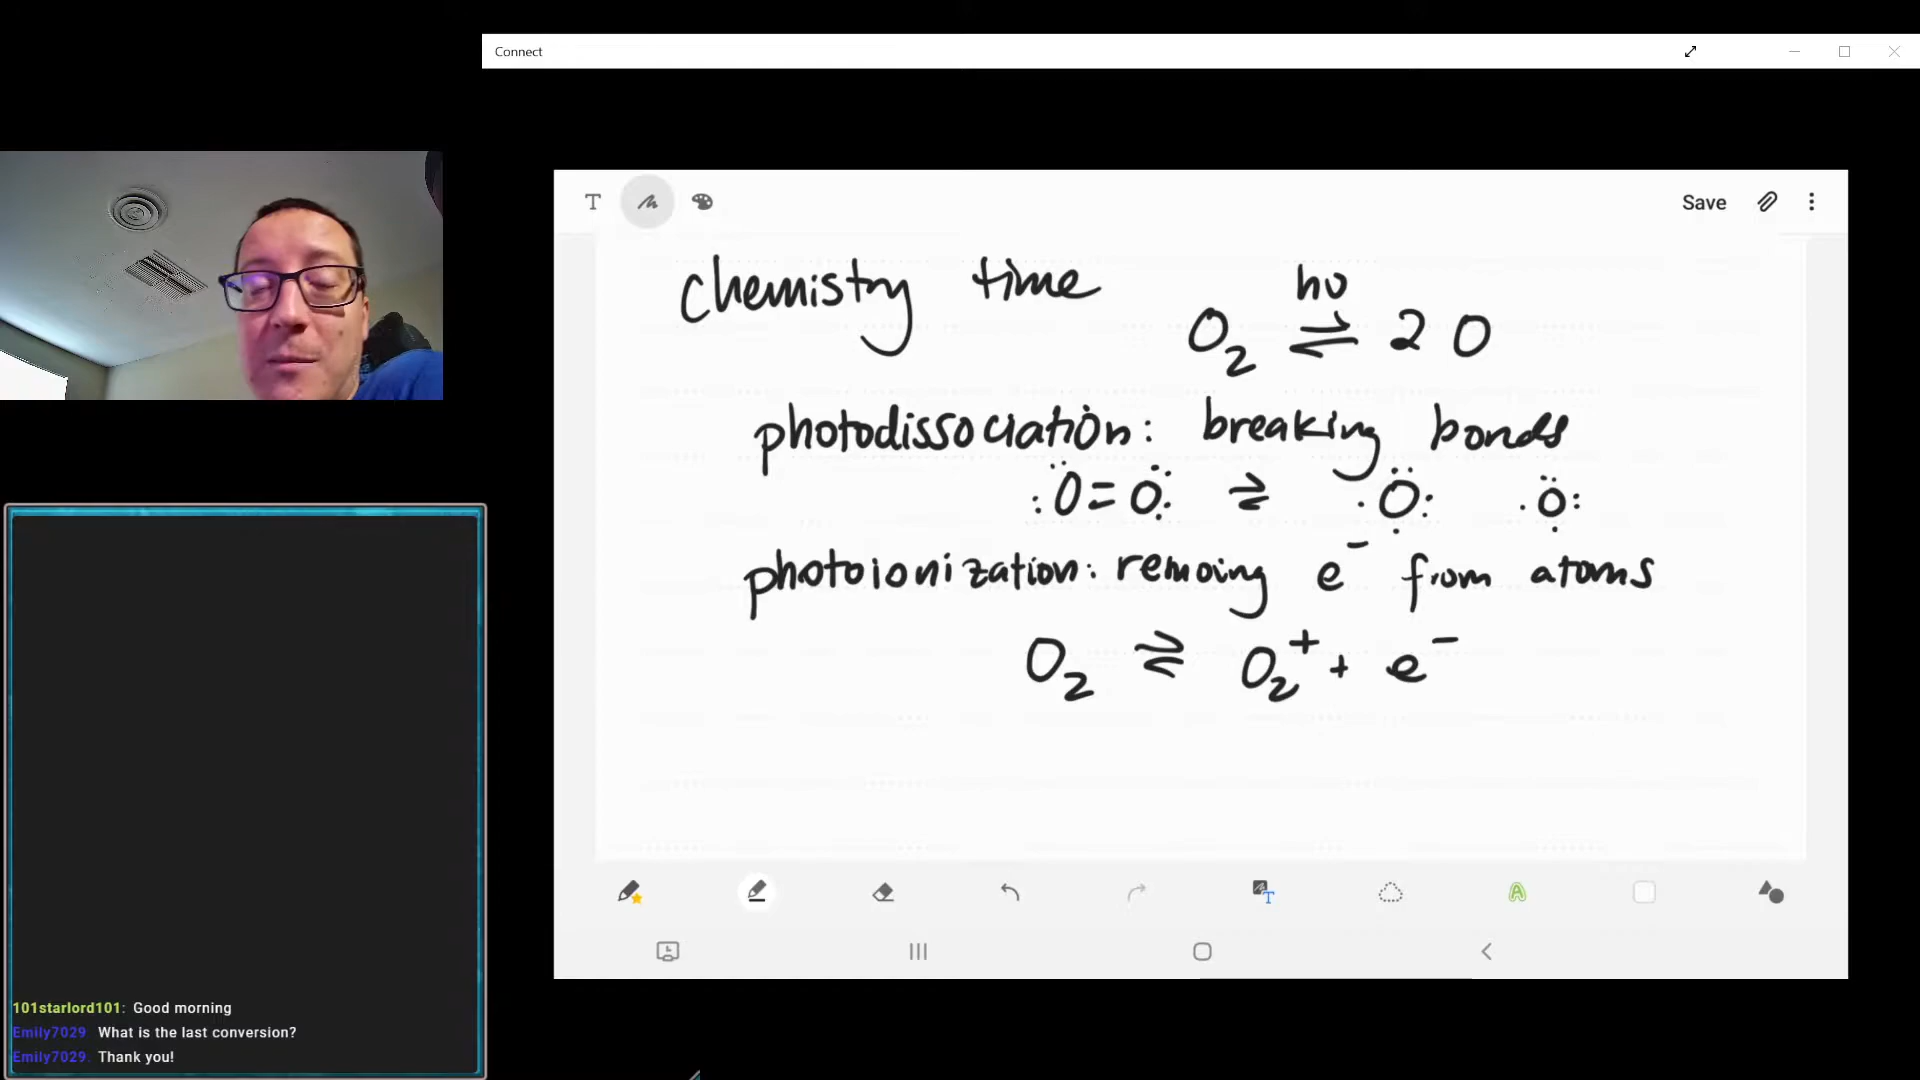 Connect
T
Save
chemistry time
hν
O₂ ⇌ 2 O
photodissociation: breaking bonds
:Ö=Ö: ⇌ ·Ö: ·Ö:
photoionization: removing e⁻ from atoms
O₂ ⇌ O₂⁺ + e⁻
T
A
101starlord101: Good morning
Emily7029: What is the last conversion?
Emily7029: Thank you!